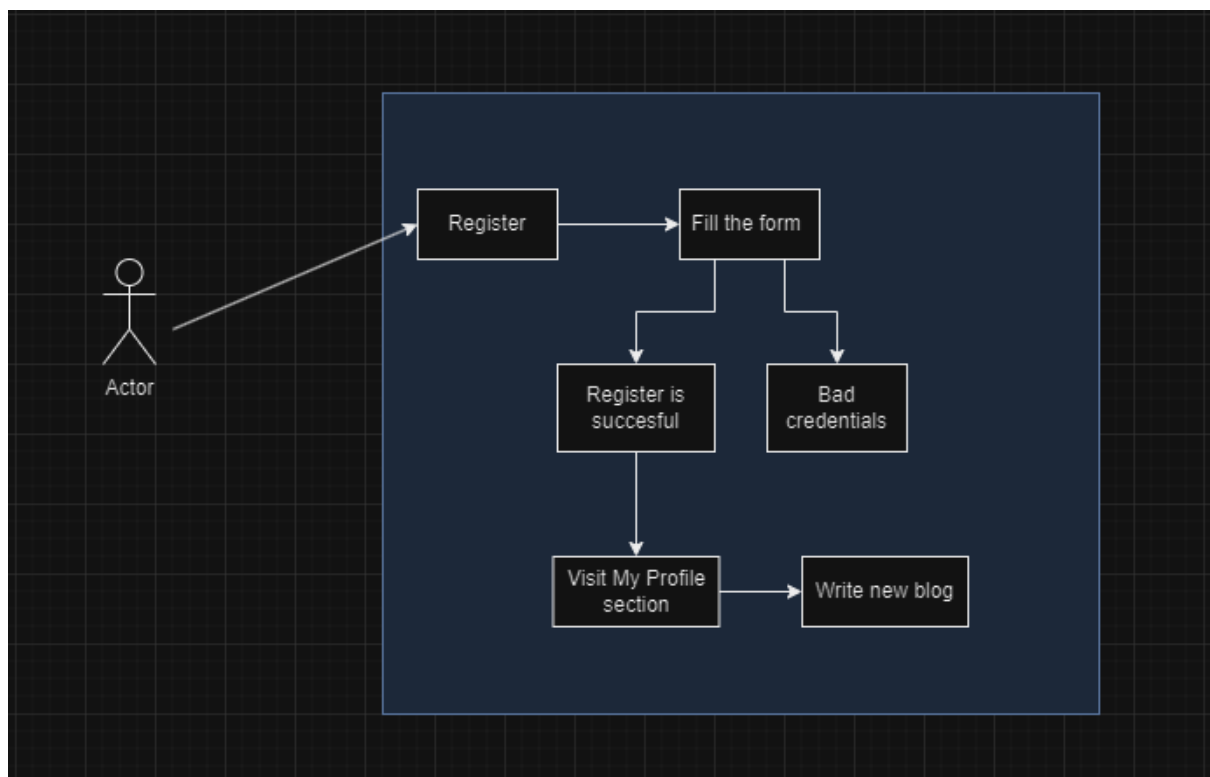 Register
Fill the form
Actor
Register is
succesful
Bad
credentials
Visit My Profile
section
Write new blog